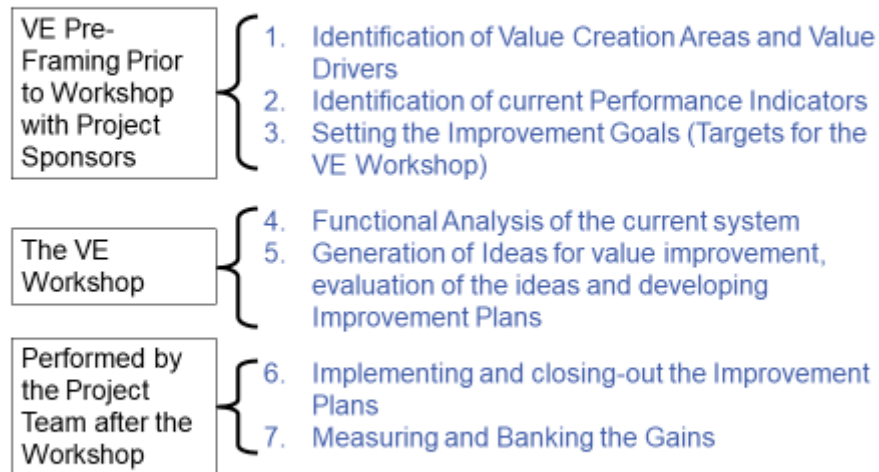 VE Pre-
Framing Prior
to Workshop
with Project
Sponsors
1. Identification of Value Creation Areas and Value
Drivers
2. Identification of current Performance Indicators
3. Setting the Improvement Goals (Targets for the
VE Workshop)
The VE
Workshop
4. Functional Analysis of the current system
5. Generation of Ideas for value improvement,
evaluation of the ideas and developing
Improvement Plans
Performed by
the Project
Team after the
Workshop
6. Implementing and closing-out the Improvement
Plans
7. Measuring and Banking the Gains